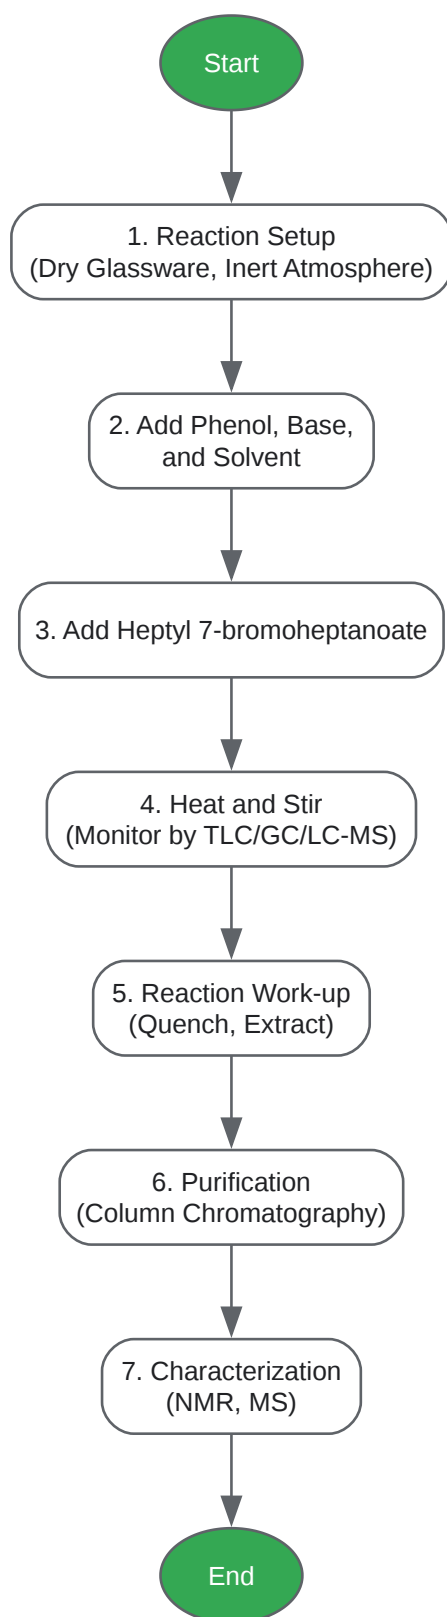 Start
1. Reaction Setup
(Dry Glassware, Inert Atmosphere)
2. Add Phenol, Base,
and Solvent
3. Add Heptyl 7-bromoheptanoate
4. Heat and Stir
(Monitor by TLC/GC/LC-MS)
5. Reaction Work-up
(Quench, Extract)
6. Purification
(Column Chromatography)
7. Characterization
(NMR, MS)
End